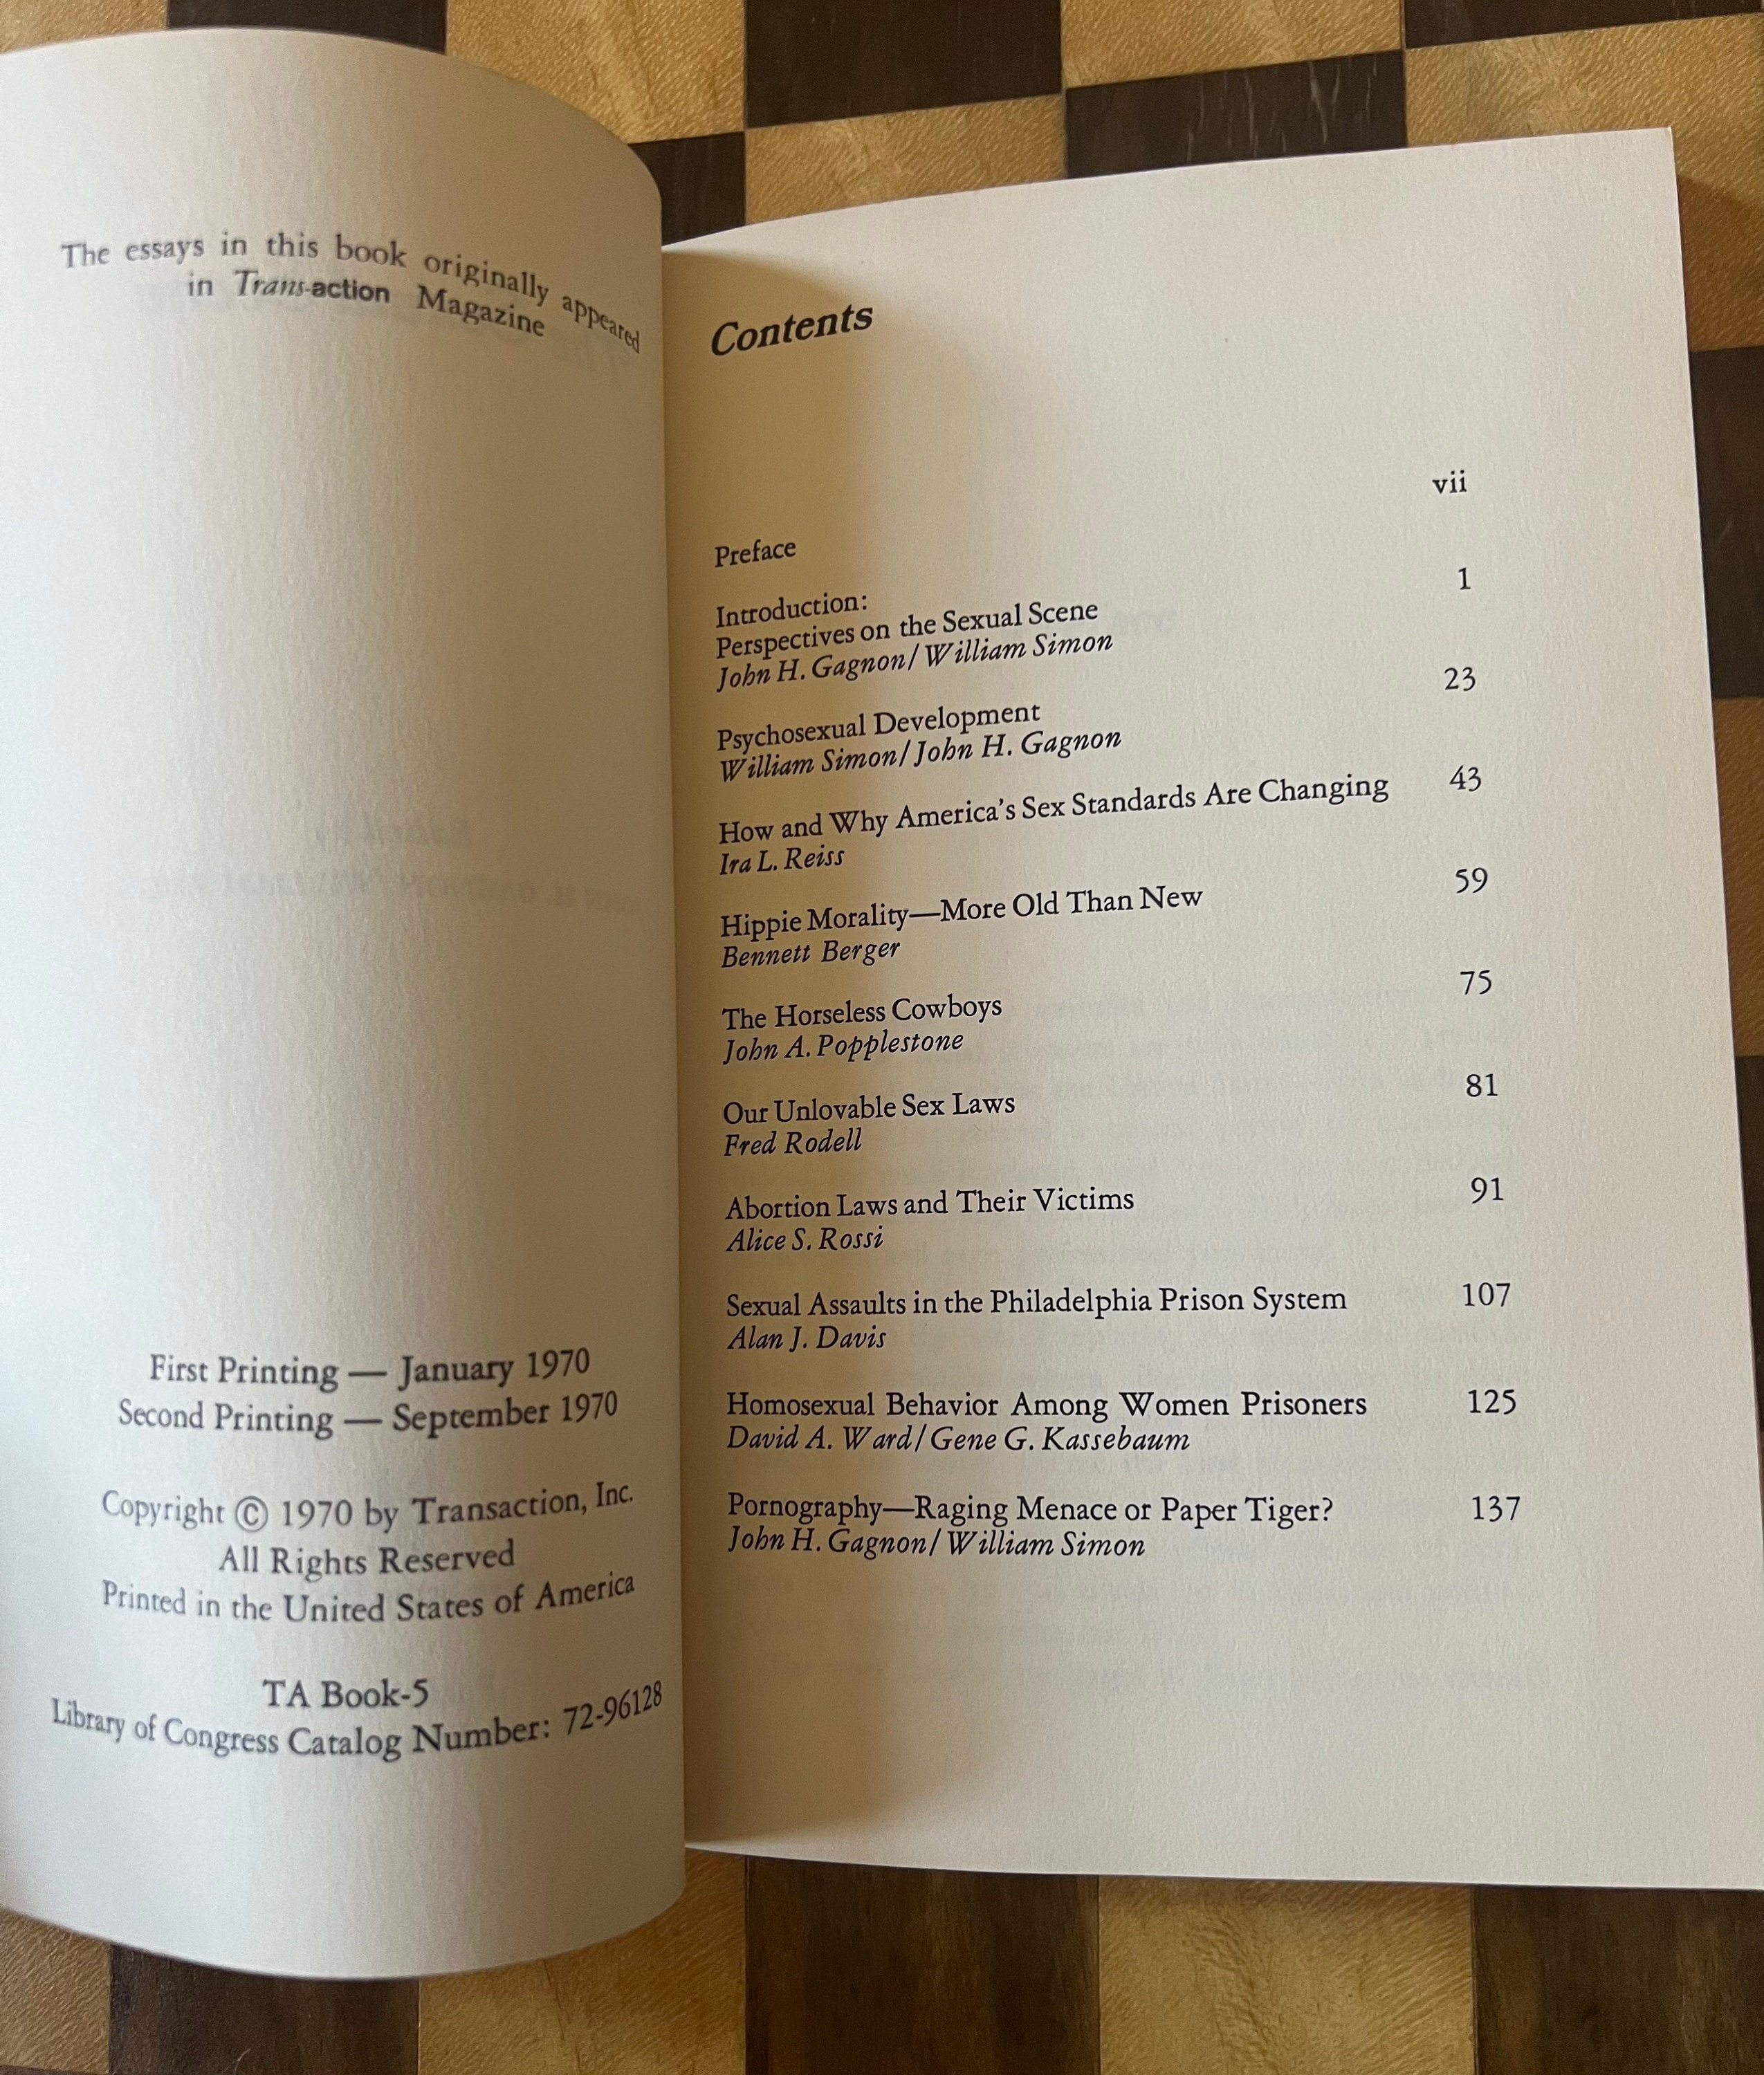 The essays in this book originally appeared
in Trans-action Magazine
First Printing — January 1970
Second Printing — September 1970
Copyright © 1970 by Transaction, Inc.
All Rights Reserved
Printed in the United States of America
TA Book-5
Library of Congress Catalog Number: 72-96128
Contents
Preface vii
Introduction: 1
Perspectives on the Sexual Scene
John H. Gagnon/William Simon
Psychosexual Development 23
William Simon/John H. Gagnon
How and Why America's Sex Standards Are Changing 43
Ira L. Reiss
Hippie Morality—More Old Than New 59
Bennett Berger
The Horseless Cowboys 75
John A. Popplestone
Our Unlovable Sex Laws 81
Fred Rodell
Abortion Laws and Their Victims 91
Alice S. Rossi
Sexual Assaults in the Philadelphia Prison System 107
Alan J. Davis
Homosexual Behavior Among Women Prisoners 125
David A. Ward/Gene G. Kassebaum
Pornography—Raging Menace or Paper Tiger? 137
John H. Gagnon/William Simon